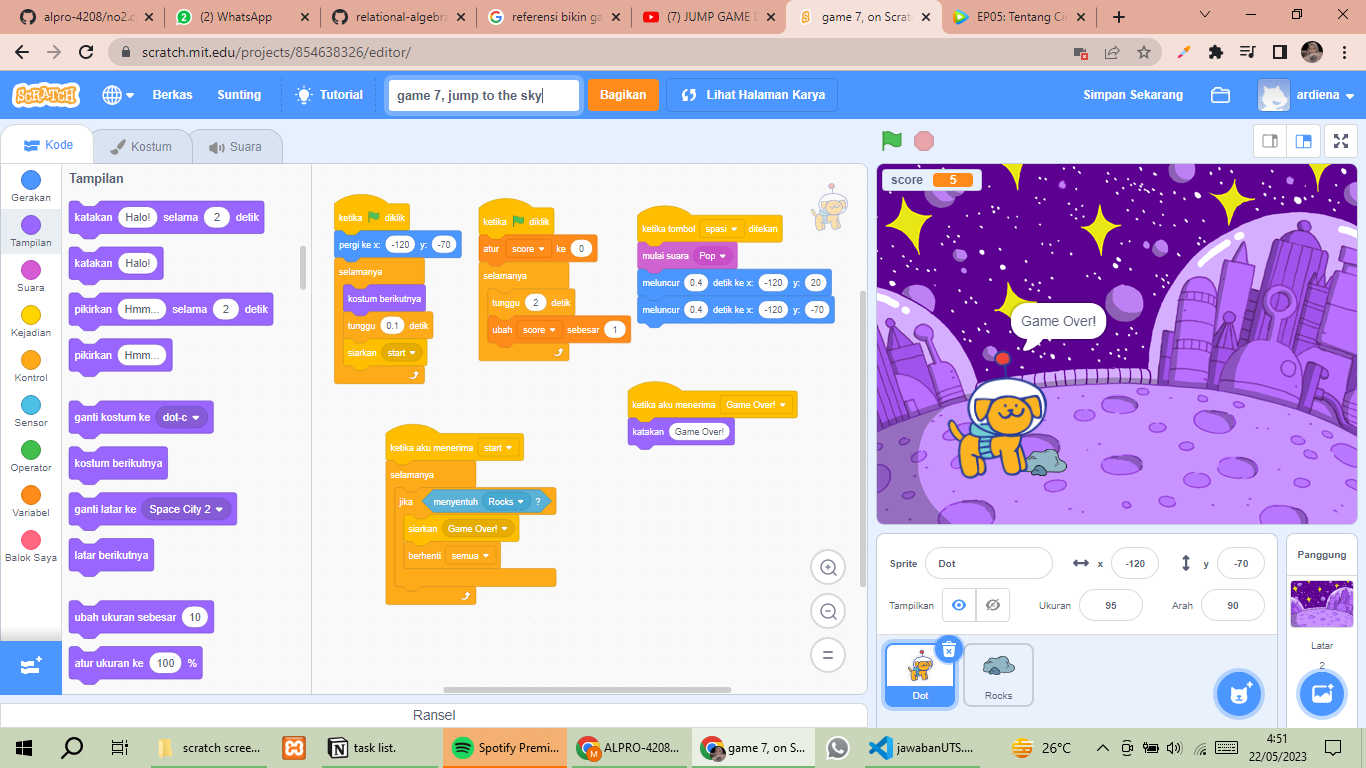 alpro-4208/no2.c
(2) WhatsApp
relational-algebra
referensi bikin ga
(7) JUMP GAME
game 7, on Scrat
EP05: Tentang Ci
scratch.mit.edu/projects/854638326/editor/
SCRATCH
Berkas
Sunting
Tutorial
game 7, jump to the sky
Bagikan
Lihat Halaman Karya
Simpan Sekarang
ardiena
Kode
Kostum
Suara
Gerakan
Tampilan
Suara
Kejadian
Kontrol
Sensor
Operator
Variabel
Balok Saya
Tampilan
katakan Halo! selama 2 detik
katakan Halo!
pikirkan Hmm... selama 2 detik
pikirkan Hmm...
ganti kostum ke dot-c
kostum berikutnya
ganti latar ke Space City 2
latar berikutnya
ubah ukuran sebesar 10
atur ukuran ke 100 %
ketika diklik
pergi ke x: -120 y: -70
selamanya
kostum berikutnya
tunggu 0.1 detik
siarkan start
ketika diklik
atur score ke 0
selamanya
tunggu 2 detik
ubah score sebesar 1
ketika tombol spasi ditekan
mulai suara Pop
meluncur 0.4 detik ke x: -120 y: 20
meluncur 0.4 detik ke x: -120 y: -70
ketika aku menerima Game Over!
katakan Game Over!
ketika aku menerima start
selamanya
jika menyentuh Rocks ?
siarkan Game Over!
berhenti semua
Ransel
score 5
Game Over!
Sprite Dot x -120 y -70
Tampilkan Ukuran 95 Arah 90
Dot
Rocks
Panggung
Latar
2
scratch scree...
task list.
Spotify Premi...
ALPRO-4208...
game 7, on S...
jawabanUTS....
26°C
4:51
22/05/2023